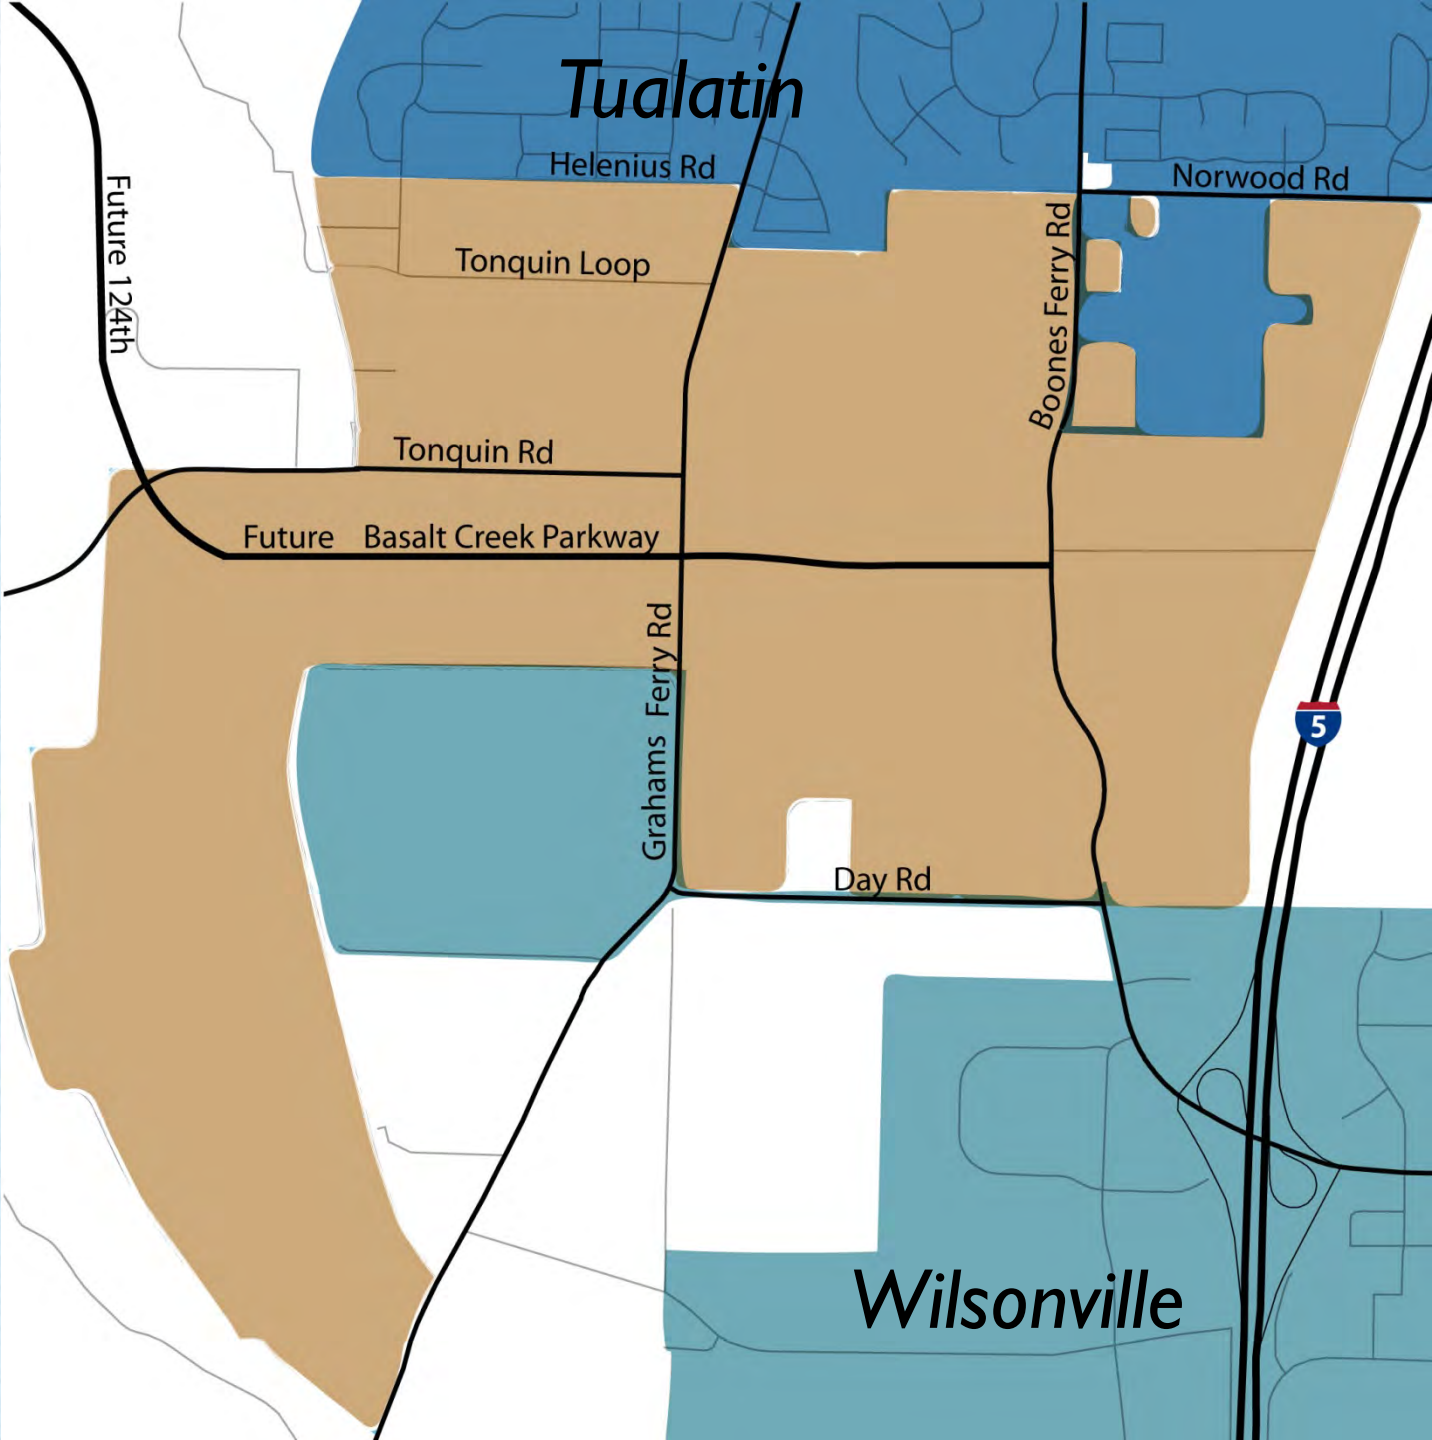 Tualatin
Helenius Rd
Norwood Rd
Future 124th
Tonquin Loop
Boones Ferry Rd
Tonquin Rd
Future Basalt Creek Parkway
Grahams Ferry Rd
5
Day Rd
Wilsonville